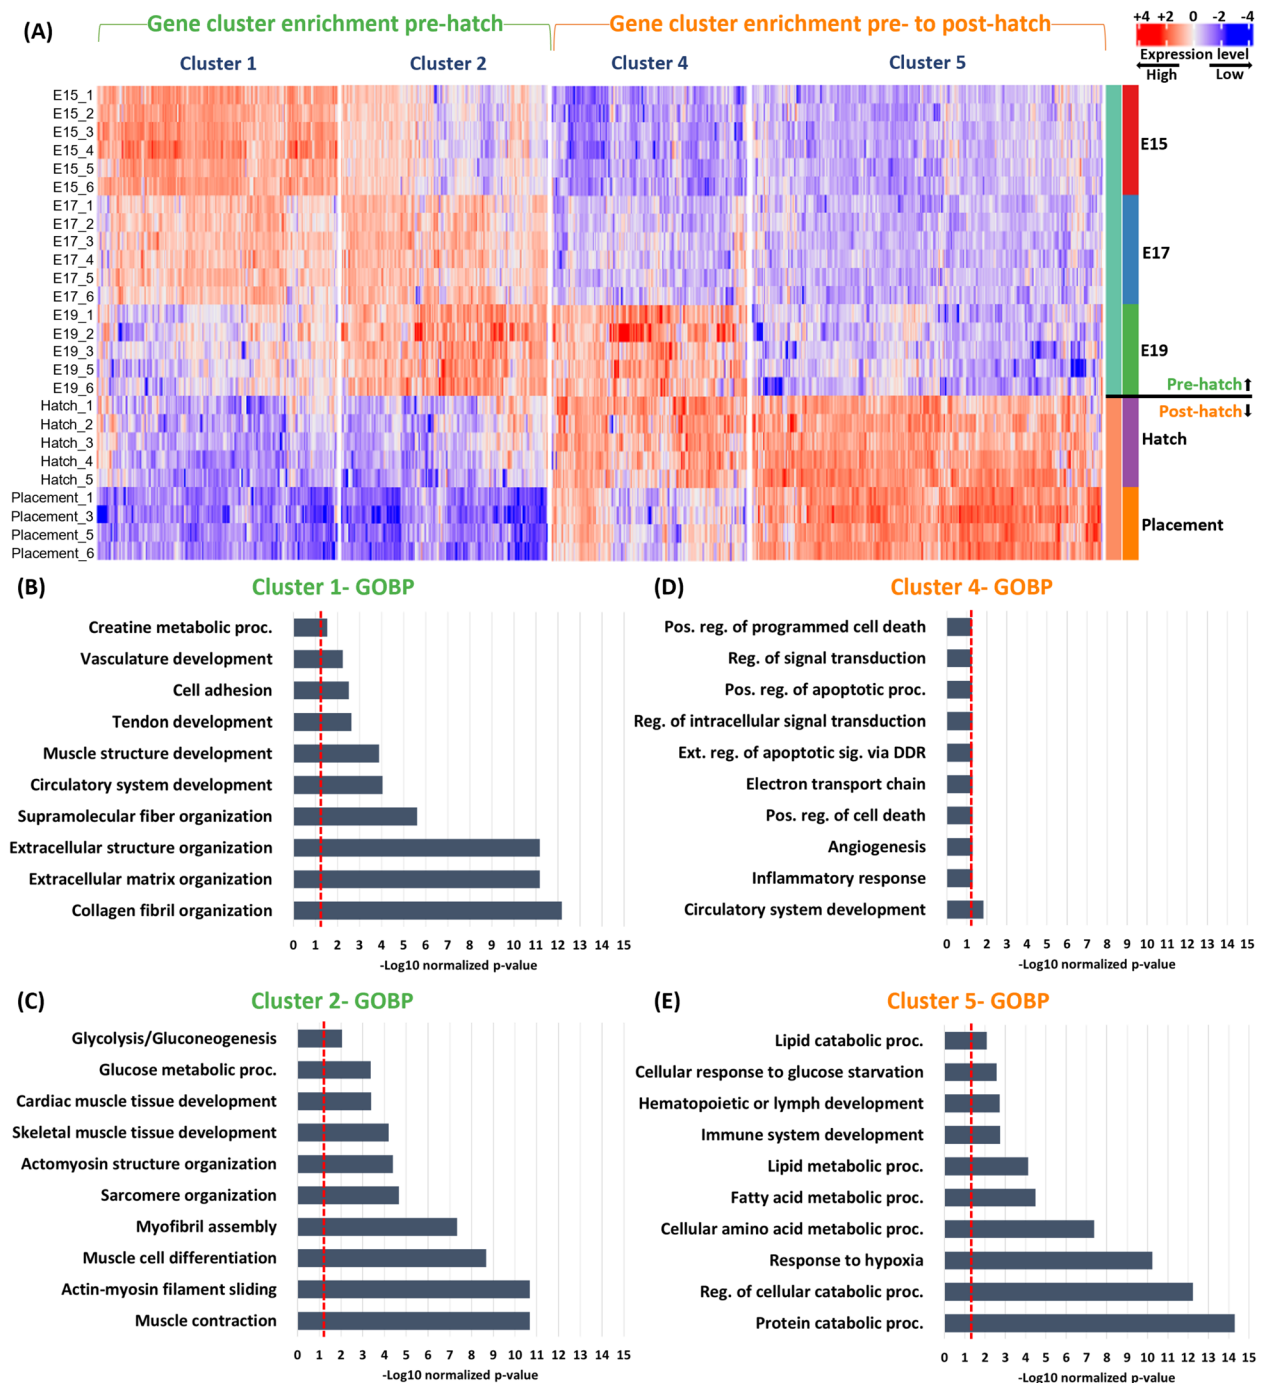 (A)
Gene cluster enrichment pre-hatch
Gene cluster enrichment pre- to post-hatch
+4 +2 0 -2 -4
Expression level
High Low
Cluster 1
Cluster 2
Cluster 4
Cluster 5
E15_1
E15_2
E15_3
E15_4
E15_5
E15_6
E17_1
E17_2
E17_3
E17_4
E17_5
E17_6
E19_1
E19_2
E19_3
E19_5
E19_6
Hatch_1
Hatch_2
Hatch_3
Hatch_4
Hatch_5
Placement_1
Placement_3
Placement_5
Placement_6
E15
E17
E19
Pre-hatch⬆
Post-hatch⬇
Hatch
Placement
(B)
Cluster 1- GOBP
Creatine metabolic proc.
Vasculature development
Cell adhesion
Tendon development
Muscle structure development
Circulatory system development
Supramolecular fiber organization
Extracellular structure organization
Extracellular matrix organization
Collagen fibril organization
0 1 2 3 4 5 6 7 8 9 10 11 12 13 14 15
-Log10 normalized p-value
(D)
Cluster 4- GOBP
Pos. reg. of programmed cell death
Reg. of signal transduction
Pos. reg. of apoptotic proc.
Reg. of intracellular signal transduction
Ext. reg. of apoptotic sig. via DDR
Electron transport chain
Pos. reg. of cell death
Angiogenesis
Inflammatory response
Circulatory system development
0 1 2 3 4 5 6 7 8 9 10 11 12 13 14 15
-Log10 normalized p-value
(C)
Cluster 2- GOBP
Glycolysis/Gluconeogenesis
Glucose metabolic proc.
Cardiac muscle tissue development
Skeletal muscle tissue development
Actomyosin structure organization
Sarcomere organization
Myofibril assembly
Muscle cell differentiation
Actin-myosin filament sliding
Muscle contraction
0 1 2 3 4 5 6 7 8 9 10 11 12 13 14 15
-Log10 normalized p-value
(E)
Cluster 5- GOBP
Lipid catabolic proc.
Cellular response to glucose starvation
Hematopoietic or lymph development
Immune system development
Lipid metabolic proc.
Fatty acid metabolic proc.
Cellular amino acid metabolic proc.
Response to hypoxia
Reg. of cellular catabolic proc.
Protein catabolic proc.
0 1 2 3 4 5 6 7 8 9 10 11 12 13 14 15
-Log10 normalized p-value